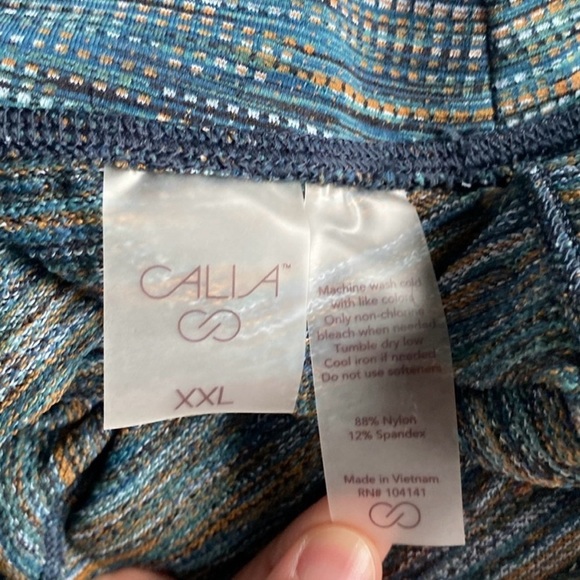 CALIA™
XXL
Machine wash cold
with like colors
Only non-chlorine
bleach when needed
Tumble dry low
Cool iron if needed
Do not use softeners
88% Nylon
12% Spandex
Made in Vietnam
RN# 104141